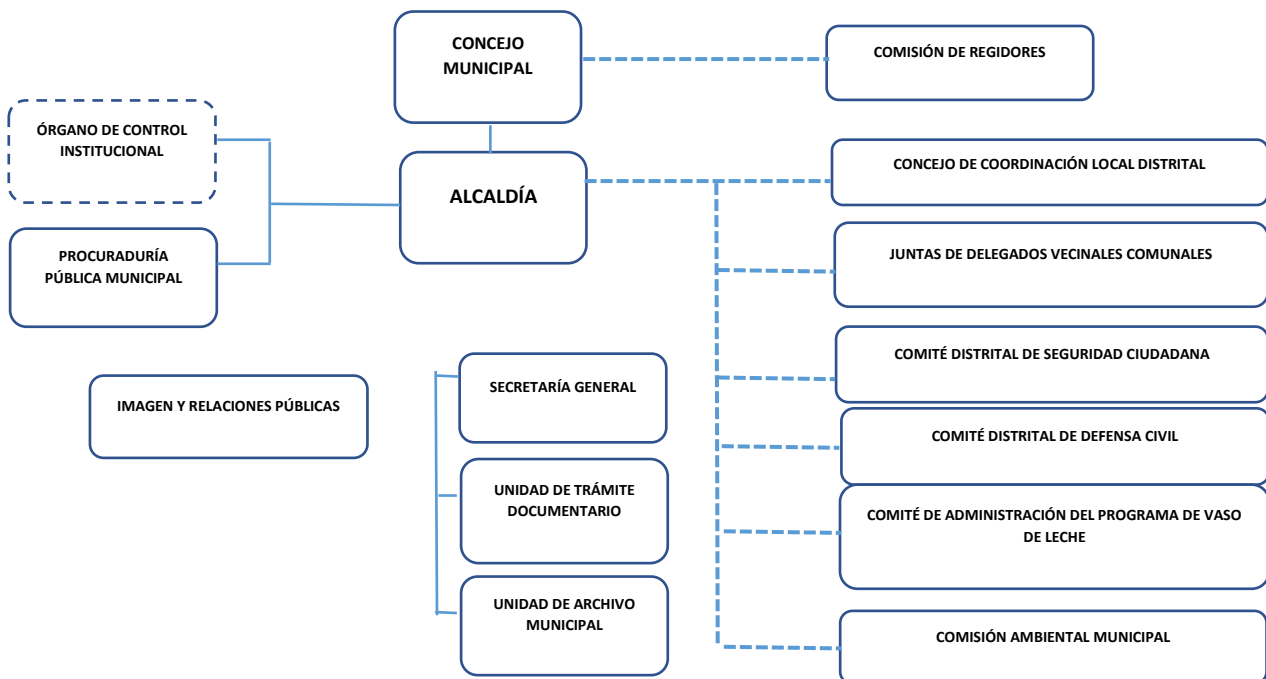 CONCEJO
MUNICIPAL
COMISIÓN DE REGIDORES
ÓRGANO DE CONTROL
INSTITUCIONAL
ALCALDÍA
CONCEJO DE COORDINACIÓN LOCAL DISTRITAL
PROCURADURÍA
PÚBLICA MUNICIPAL
JUNTAS DE DELEGADOS VECINALES COMUNALES
COMITÉ DISTRITAL DE SEGURIDAD CIUDADANA
IMAGEN Y RELACIONES PÚBLICAS
SECRETARÍA GENERAL
COMITÉ DISTRITAL DE DEFENSA CIVIL
UNIDAD DE TRÁMITE
DOCUMENTARIO
COMITÉ DE ADMINISTRACIÓN DEL PROGRAMA DE VASO
DE LECHE
UNIDAD DE ARCHIVO
MUNICIPAL
COMISIÓN AMBIENTAL MUNICIPAL